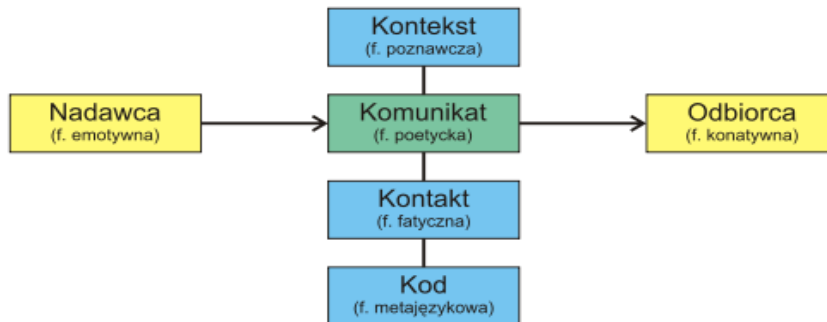 Kontekst
(f. poznawcza)
Nadawca
(f. emotywna)
Komunikat
(f. poetycka)
Odbiorca
(f. konatywna)
Kontakt
(f. fatyczna)
Kod
(f. metajęzykowa)